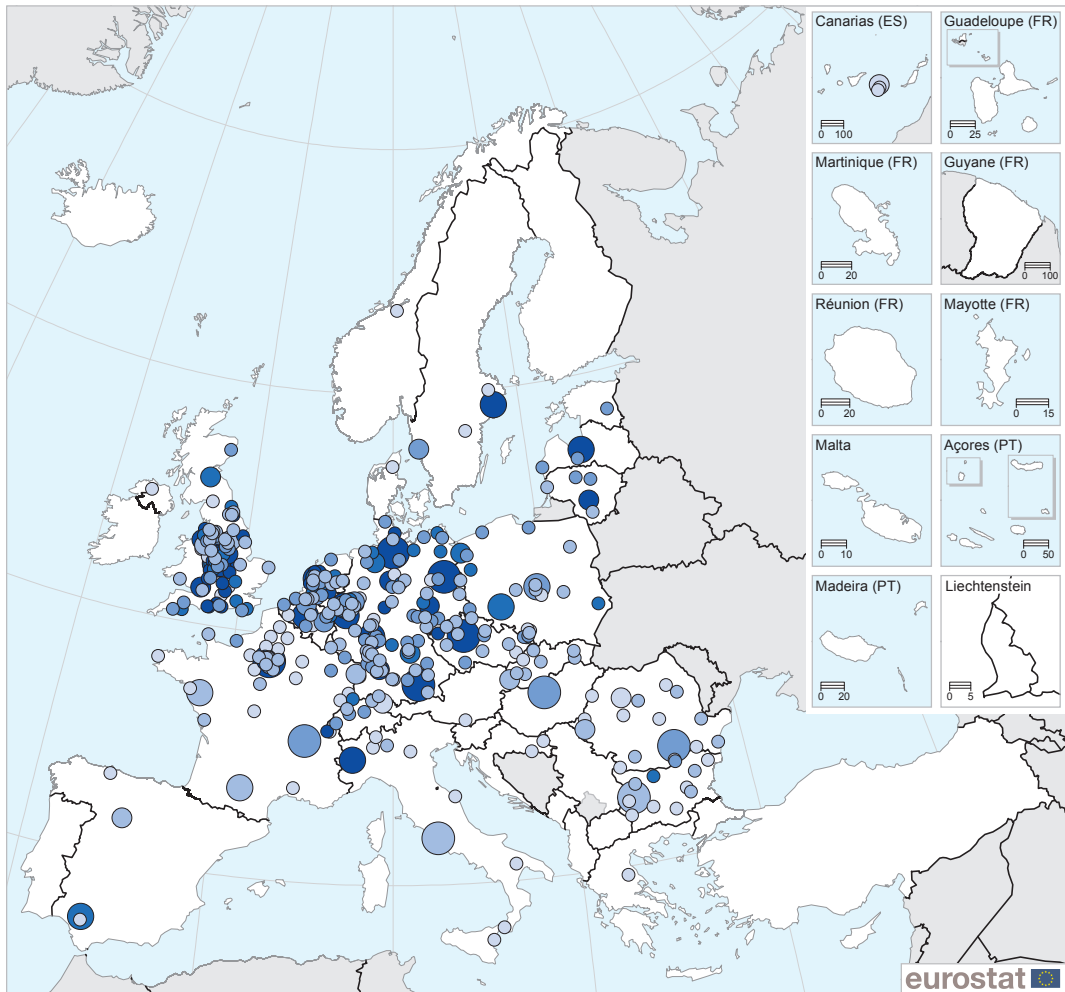 Canarias (ES)
0 100
Guadeloupe (FR)
0 25
Martinique (FR)
0 20
Guyane (FR)
0 100
Réunion (FR)
0 20
Mayotte (FR)
0 15
Malta
0 10
Açores (PT)
0 50
Madeira (PT)
0 20
Liechtenstein
0 5
eurostat